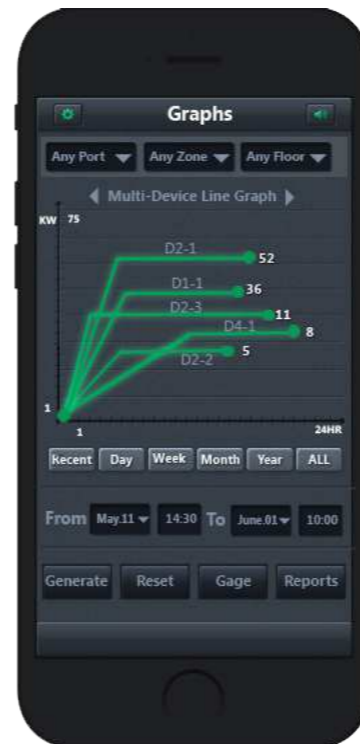 Graphs
Any Port Any Zone Any Floor
Multi-Device Line Graph
KW 75
D2-1 52
D1-1 36
D2-3 11
D4-1 8
D2-2 5
1
1 24HR
Recent Day Week Month Year ALL
From May.11 14:30 To June.01 10:00
Generate Reset Gage Reports